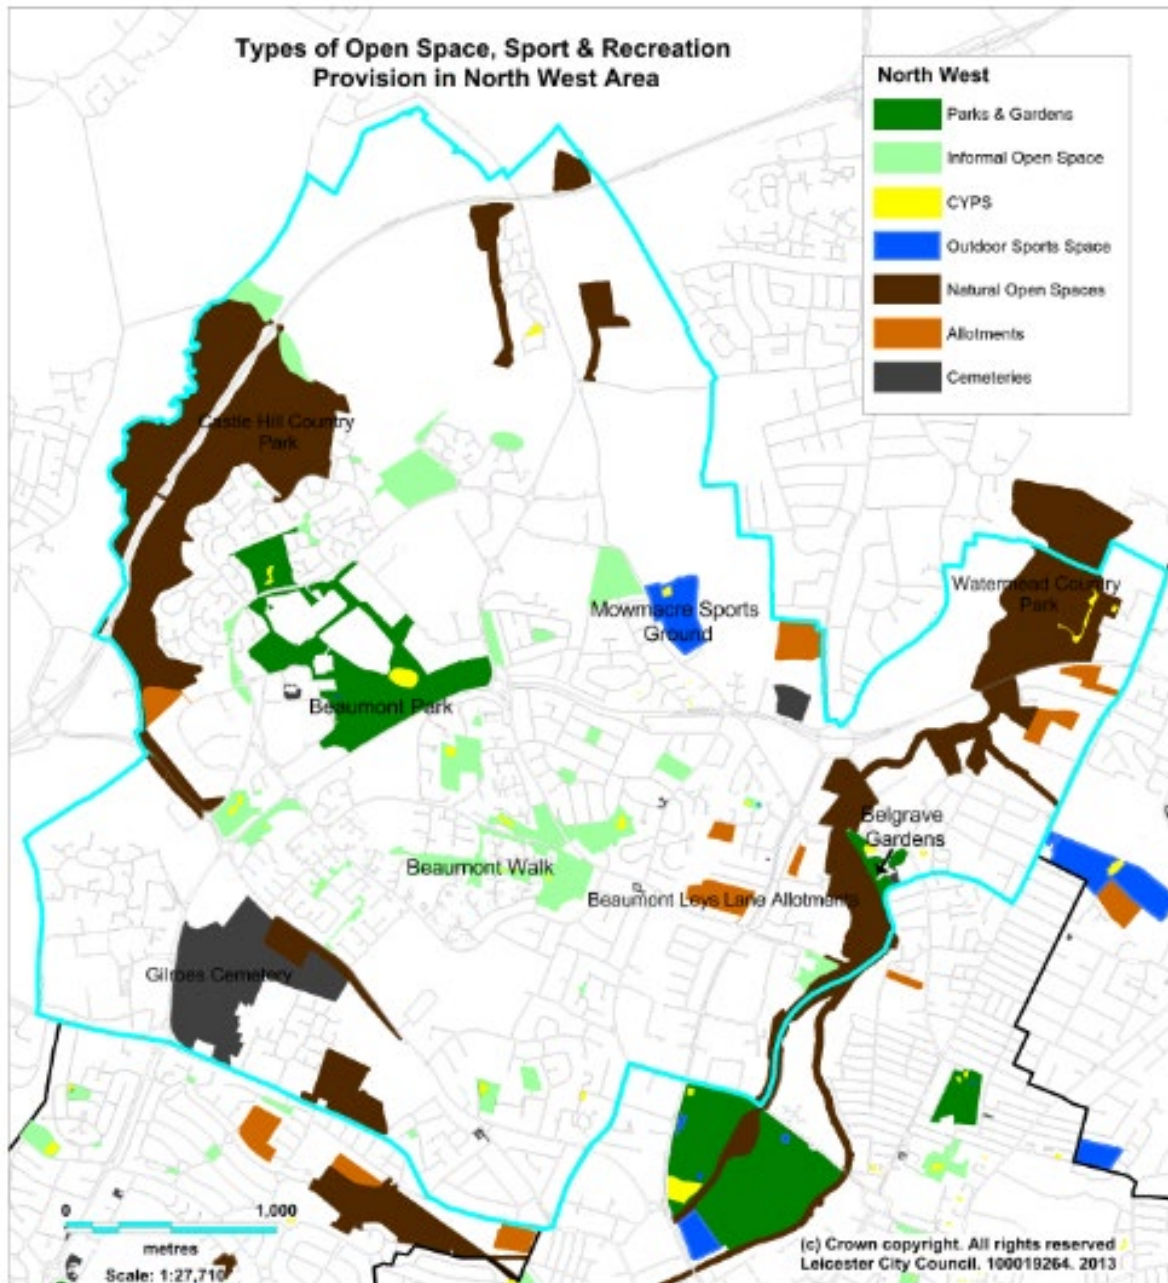 Types of Open Space, Sport & Recreation
Provision in North West Area
North West
Parks & Gardens
Informal Open Space
CYPS
Outdoor Sports Space
Natural Open Spaces
Allotments
Cemeteries
Castle Hill Country
Park
Watermead Country
Park
Mowmacre Sports
Ground
Beaumont Park
Belgrave
Gardens
Beaumont Walk
Beaumont Leys Lane Allotments
Gilroes Cemetery
0 1,000
metres
Scale: 1:27,710
(c) Crown copyright. All rights reserved
Leicester City Council. 100019264. 2013